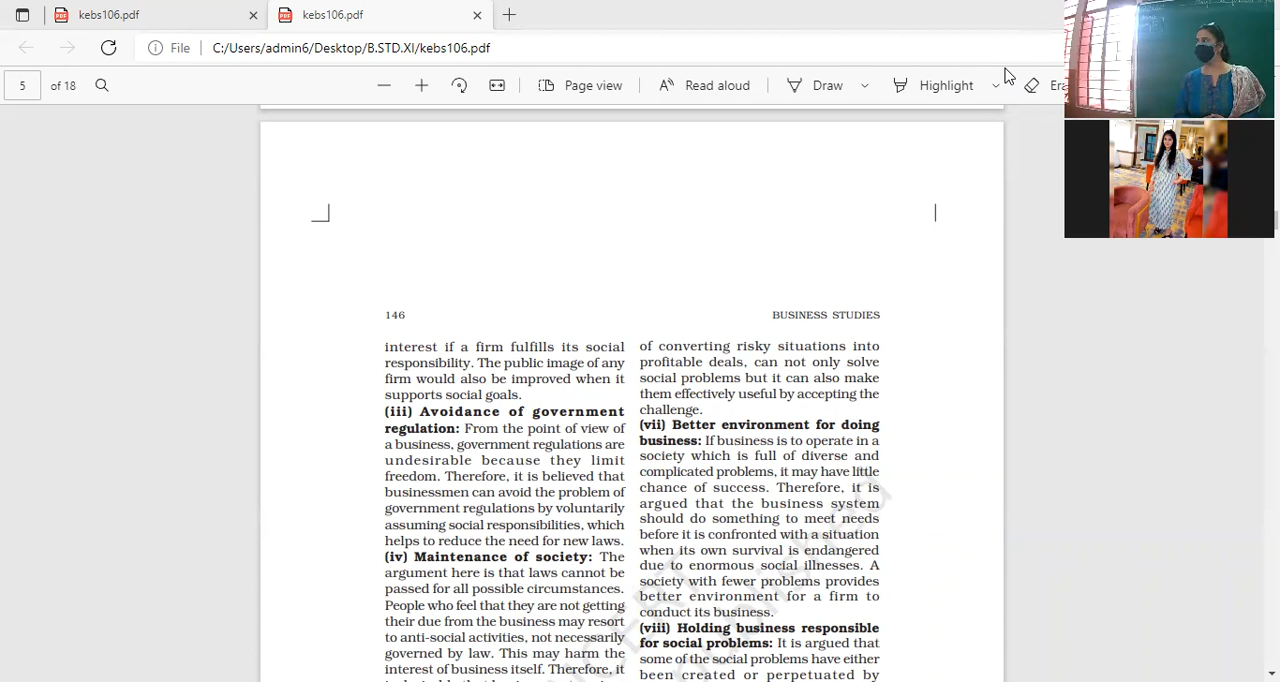 kebs106.pdf
kebs106.pdf
File
C:/Users/admin6/Desktop/B.STD.XI/kebs106.pdf
5 of 18
Page view
Read aloud
Draw
Highlight
146
BUSINESS STUDIES
interest if a firm fulfills its social
responsibility. The public image of any
firm would also be improved when it
supports social goals.
(iii) Avoidance of government
regulation: From the point of view of
a business, government regulations are
undesirable because they limit
freedom. Therefore, it is believed that
businessmen can avoid the problem of
government regulations by voluntarily
assuming social responsibilities, which
helps to reduce the need for new laws.
(iv) Maintenance of society: The
argument here is that laws cannot be
passed for all possible circumstances.
People who feel that they are not getting
their due from the business may resort
to anti-social activities, not necessarily
governed by law. This may harm the
interest of business itself. Therefore, it
of converting risky situations into
profitable deals, can not only solve
social problems but it can also make
them effectively useful by accepting the
challenge.
(vii) Better environment for doing
business: If business is to operate in a
society which is full of diverse and
complicated problems, it may have little
chance of success. Therefore, it is
argued that the business system
should do something to meet needs
before it is confronted with a situation
when its own survival is endangered
due to enormous social illnesses. A
society with fewer problems provides
better environment for a firm to
conduct its business.
(viii) Holding business responsible
for social problems: It is argued that
some of the social problems have either
been created or perpetuated by